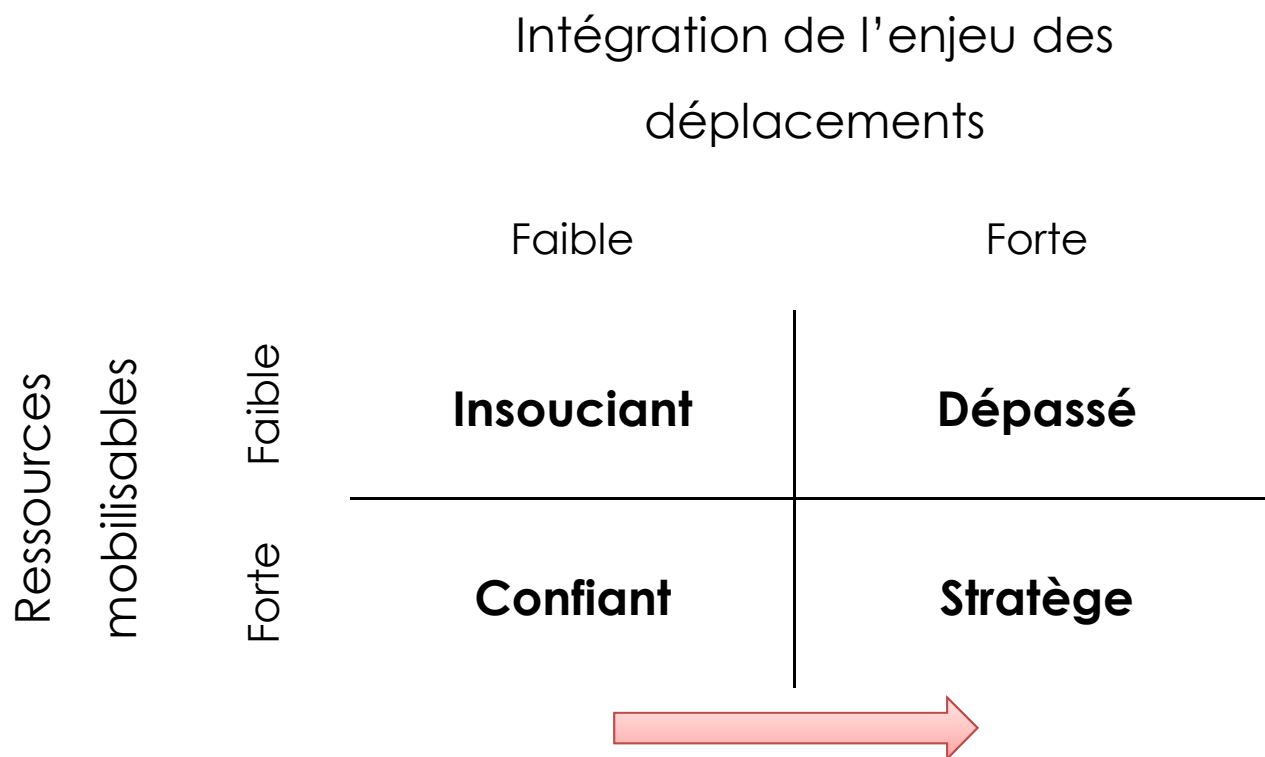 Intégration de l’enjeu des
déplacements
Faible
Forte
Ressources
mobilisables
Faible
Insouciant
Dépassé
Forte
Confiant
Stratège